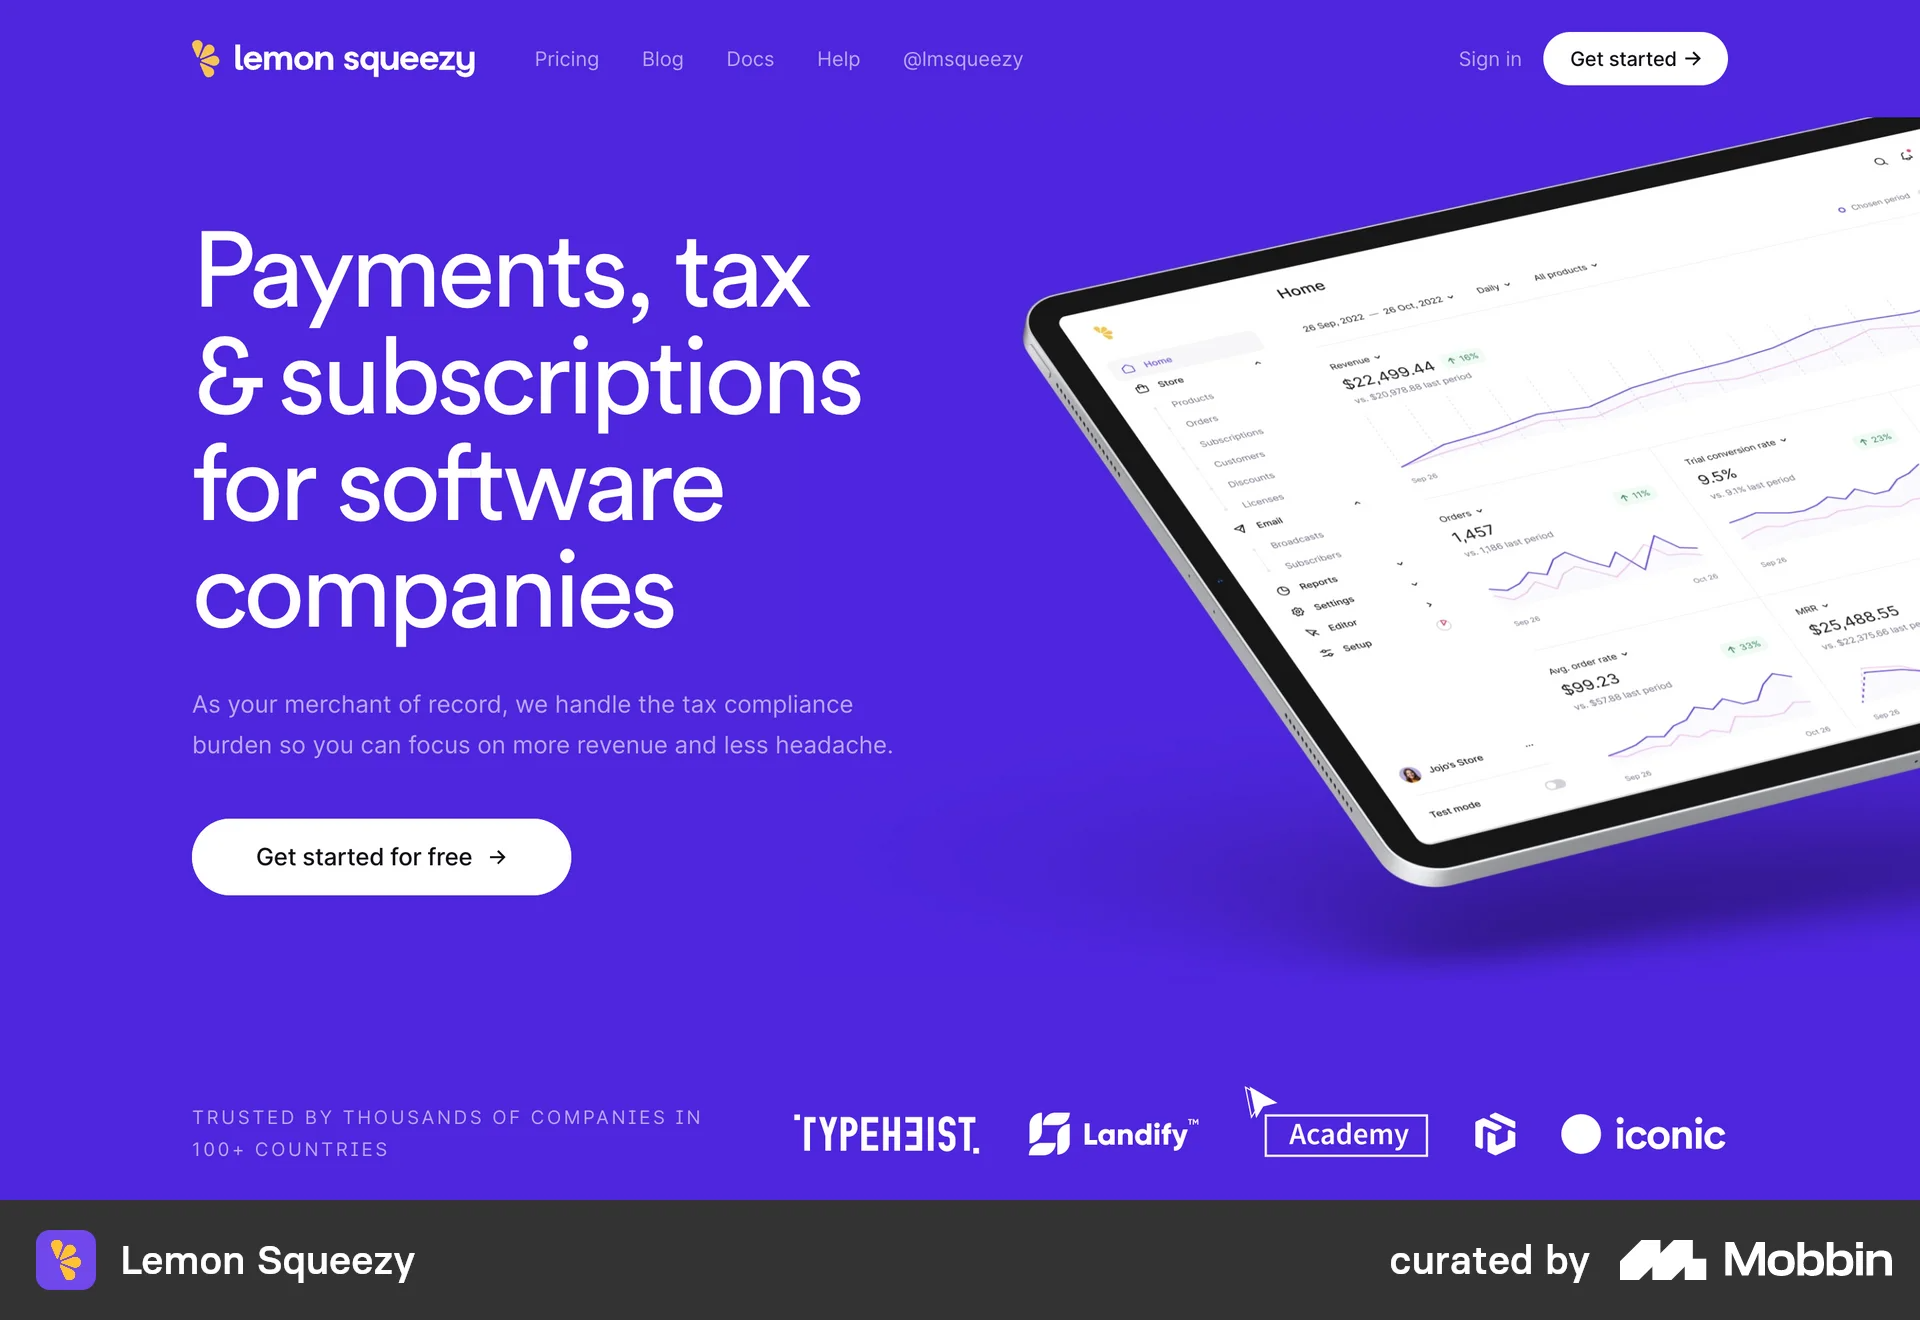 lemon squeezy
Pricing
Blog
Docs
Help
@lmsqueezy
Sign in
Get started →
Payments, tax
& subscriptions
for software
companies
As your merchant of record, we handle the tax compliance
burden so you can focus on more revenue and less headache.
Get started for free →
Home
Chosen period
26 Sep, 2022 — 26 Oct, 2022
Daily
All products
Home
Store
Products
Orders
Subscriptions
Customers
Discounts
Licenses
Email
Broadcasts
Subscribers
Reports
Settings
Editor
Setup
Jojo's Store
Test mode
Revenue
$22,499.44
↑ 16%
vs. $20,978.88 last period
Sep 26
Orders
1,457
↑ 11%
vs. 1,186 last period
Sep 26
Oct 26
Trial conversion rate
9.5%
↑ 23%
vs. 9.1% last period
Sep 26
Avg. order rate
$99.23
↑ 33%
vs. $57.88 last period
Sep 26
Oct 26
MRR
$25,488.55
vs. $22,375.66 last pe
Sep 26
TRUSTED BY THOUSANDS OF COMPANIES IN
100+ COUNTRIES
TYPEHEIST.
Landify™
Academy
iconic
Lemon Squeezy
curated by Mobbin